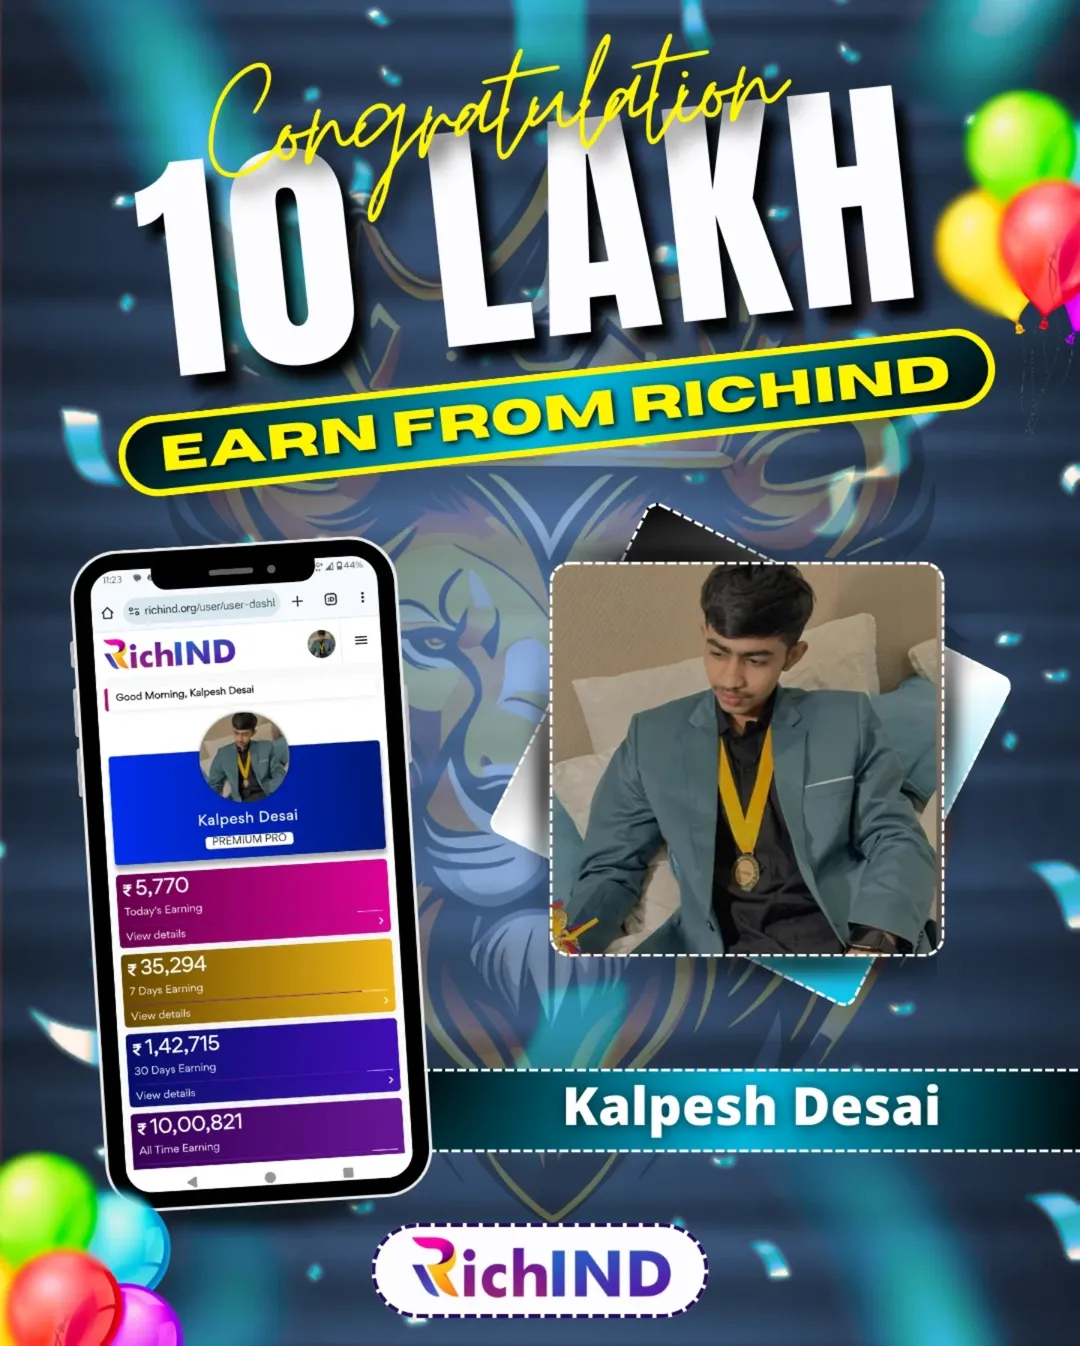 Congratulation
10 LAKH
EARN FROM RICHIND
11:23
44%
richind.org/user/user-dashl
RichIND
Good Morning, Kalpesh Desai
Kalpesh Desai
PREMIUM PRO
₹5,770
Today's Earning
View details
₹35,294
7 Days Earning
View details
₹1,42,715
30 Days Earning
View details
₹10,00,821
All Time Earning
Kalpesh Desai
RichIND